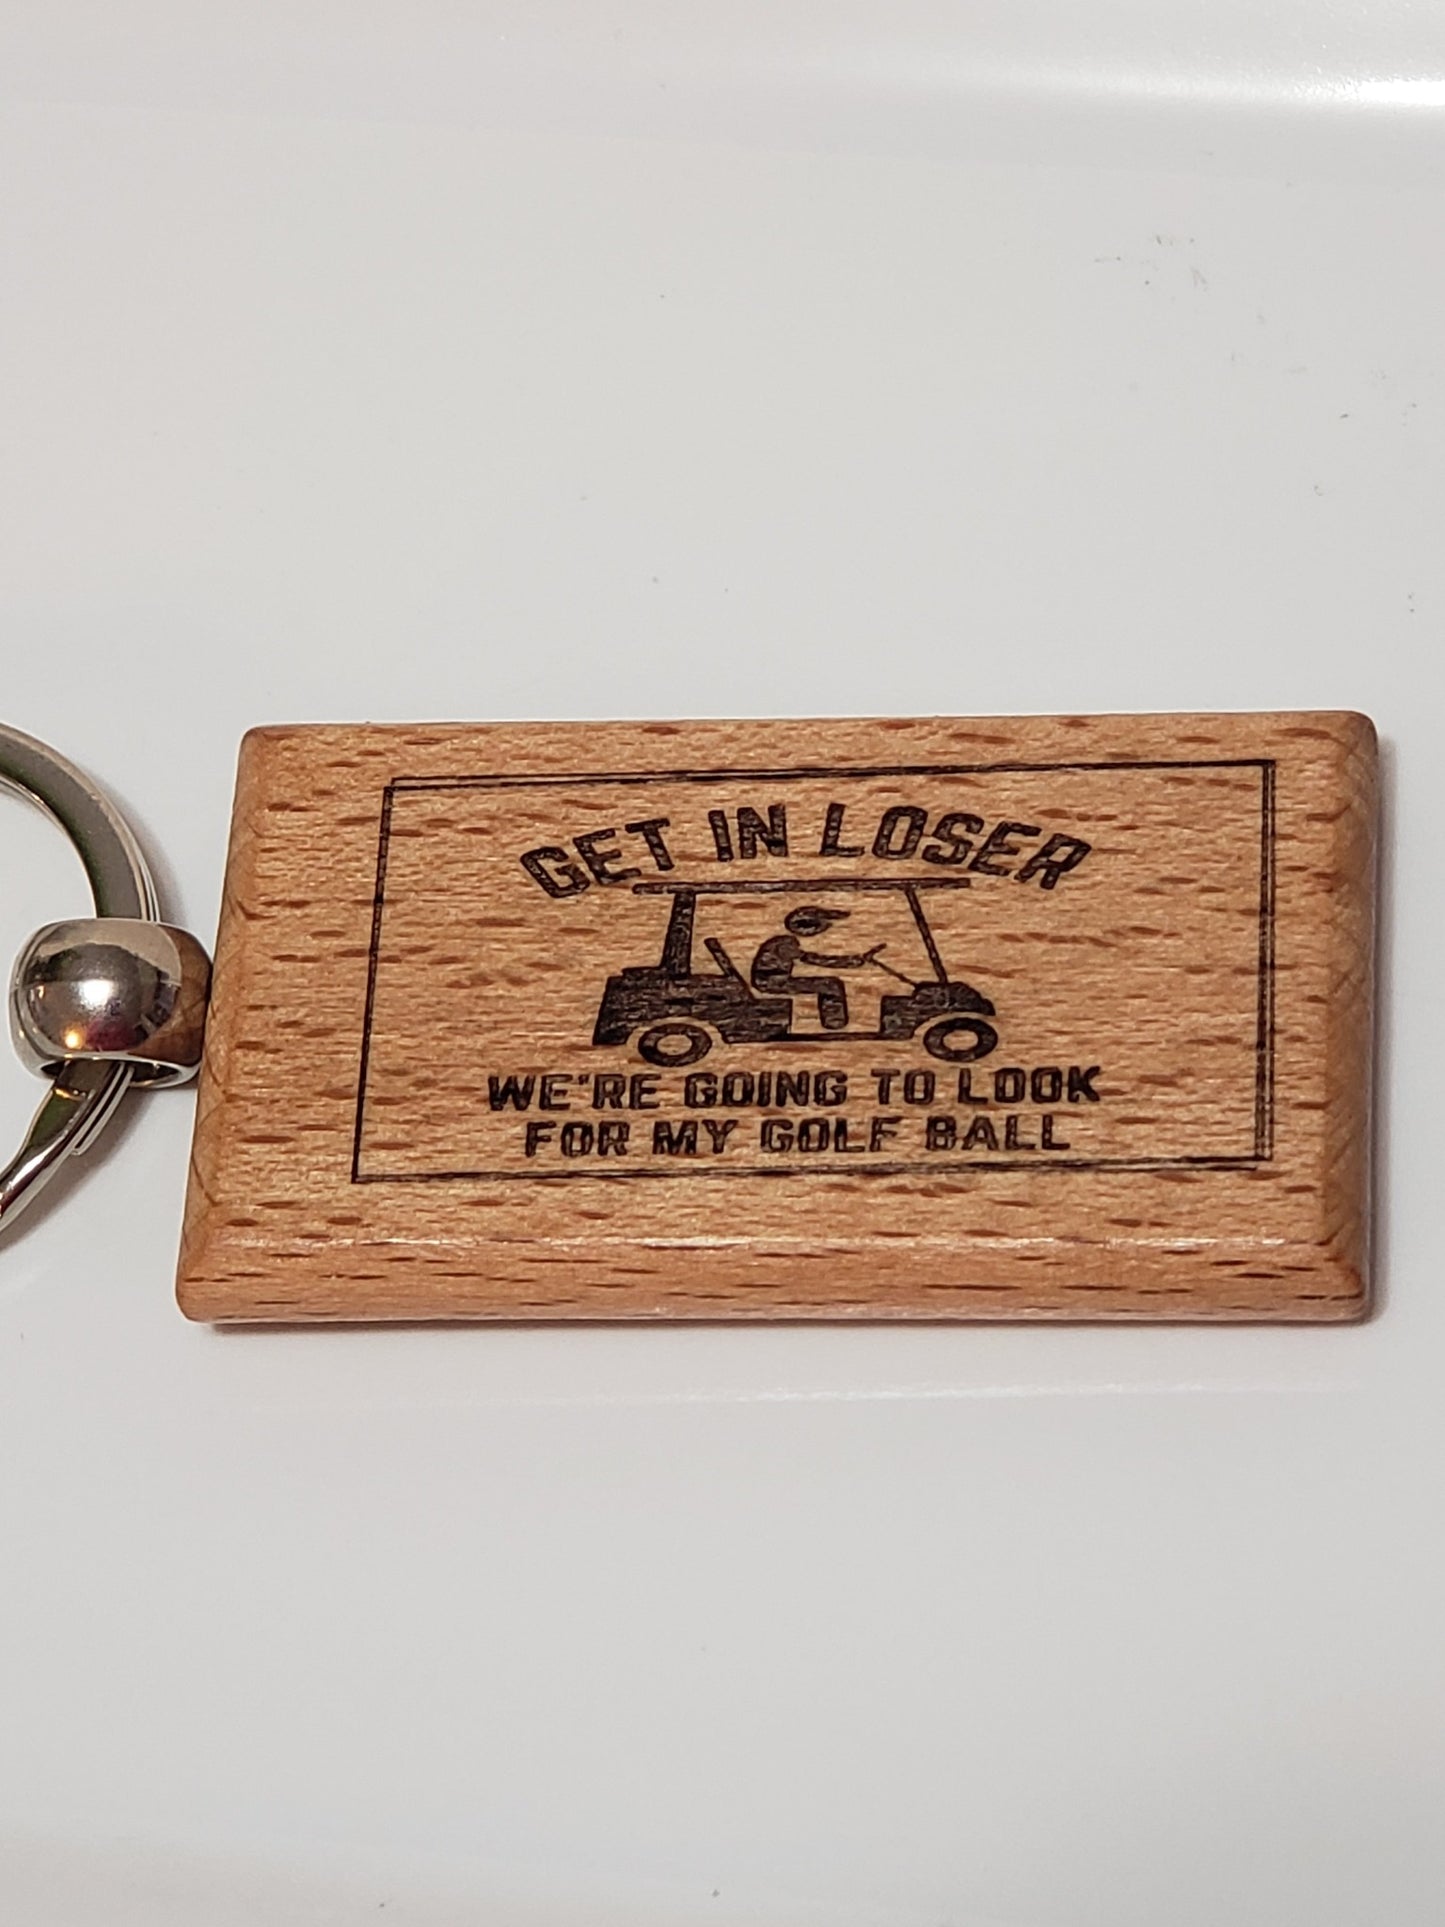 GET IN LOSER
WE'RE GOING TO LOOK
FOR MY GOLF BALL